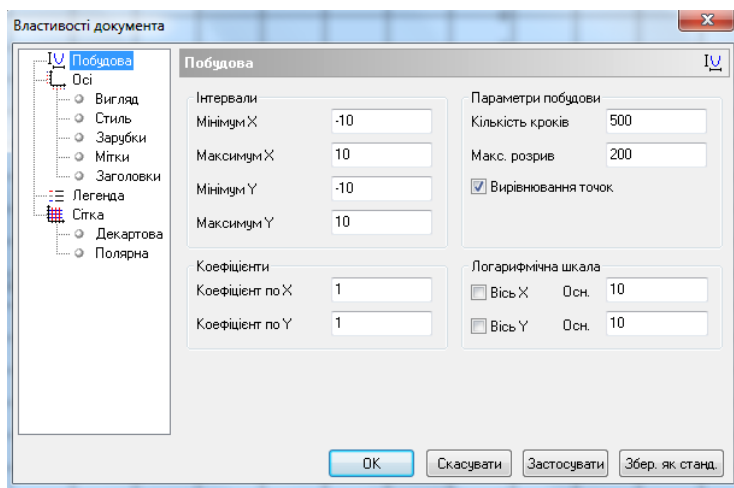 Властивості документа
Побудова
Осі
Вигляд
Стиль
Зарубки
Мітки
Заголовки
Легенда
Сітка
Декартова
Полярна
Побудова
Інтервали
Мінімум X -10
Максимум X 10
Мінімум Y -10
Максимум Y 10
Параметри побудови
Кількість кроків 500
Макс. розрив 200
Вирівнювання точок
Коефіцієнти
Коефіцієнт по X 1
Коефіцієнт по Y 1
Логарифмічна шкала
Вісь X Осн. 10
Вісь Y Осн. 10
OK Скасувати Застосувати Збер. як станд.